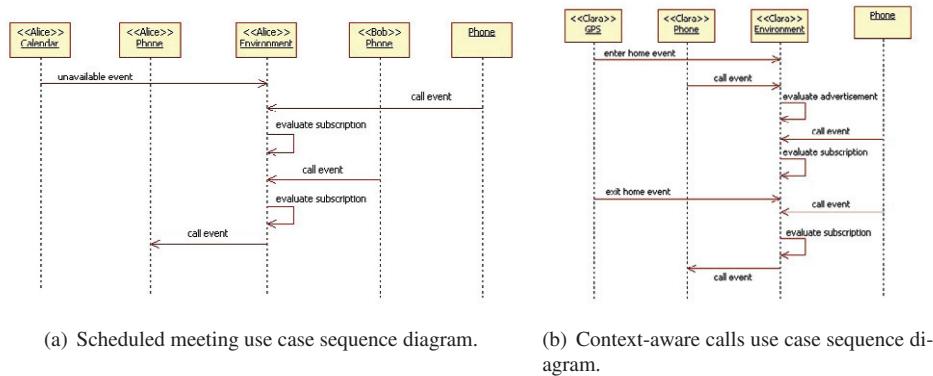 <<Alice>>
Calendar
<<Alice>>
Phone
<<Alice>>
Environment
<<Bob>>
Phone
Phone
unavailable event
call event
evaluate subscription
call event
evaluate subscription
call event
(a) Scheduled meeting use case sequence diagram.
<<Clara>>
GPS
<<Clara>>
Phone
<<Clara>>
Environment
Phone
enter home event
call event
evaluate advertisement
call event
evaluate subscription
exit home event
call event
evaluate subscription
call event
(b) Context-aware calls use case sequence di-
agram.